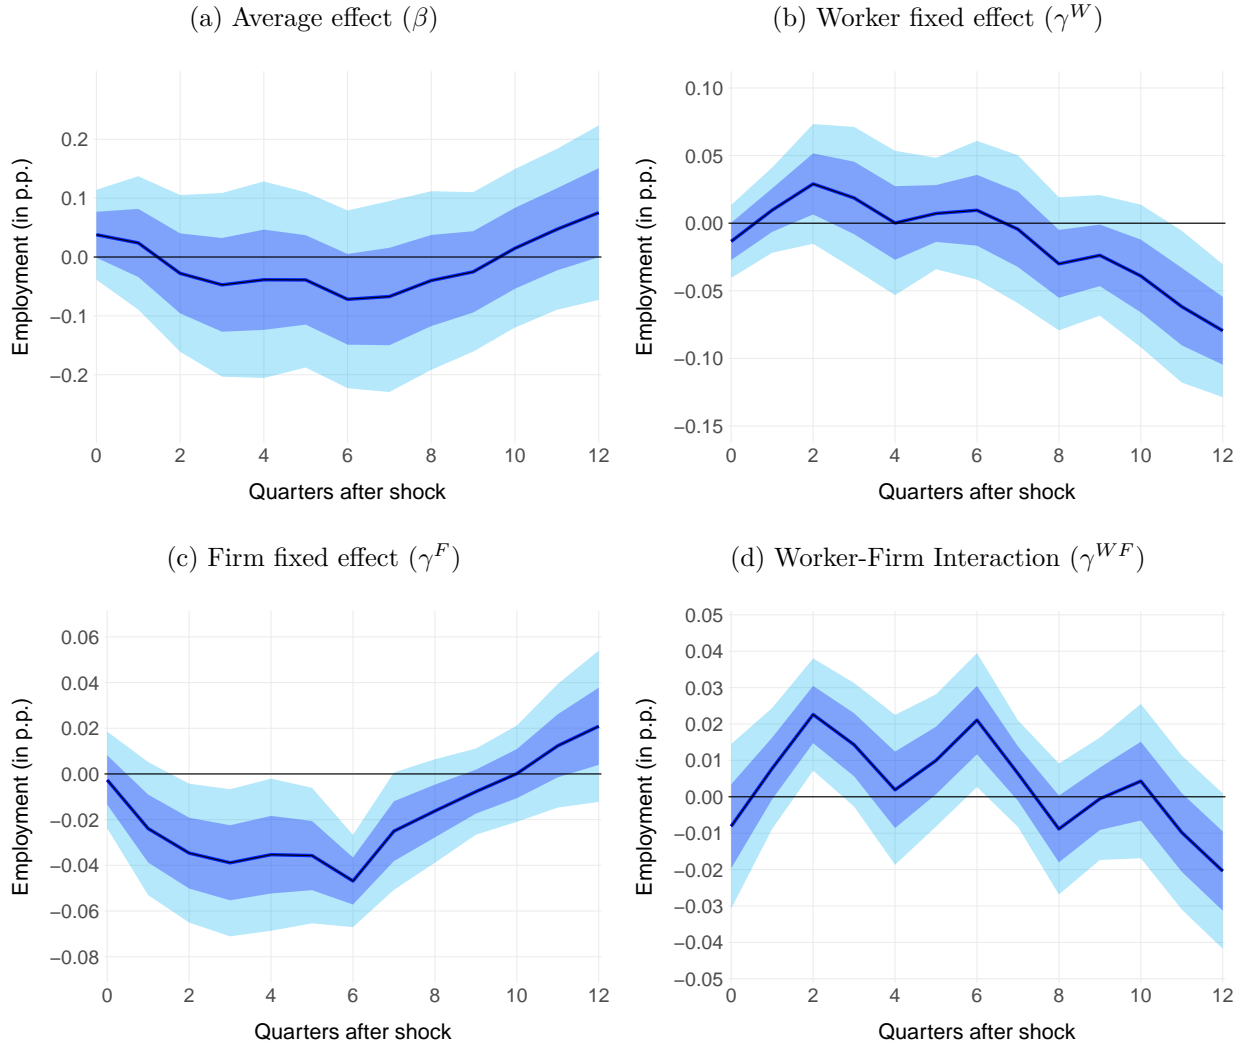 (a) Average effect (β)
Employment (in p.p.)
0.2
0.1
0.0
−0.1
−0.2
0 2 4 6 8 10 12
Quarters after shock
(b) Worker fixed effect (γ^W)
Employment (in p.p.)
0.10
0.05
0.00
−0.05
−0.10
−0.15
0 2 4 6 8 10 12
Quarters after shock
(c) Firm fixed effect (γ^F)
Employment (in p.p.)
0.06
0.04
0.02
0.00
−0.02
−0.04
−0.06
−0.08
0 2 4 6 8 10 12
Quarters after shock
(d) Worker-Firm Interaction (γ^WF)
Employment (in p.p.)
0.05
0.04
0.03
0.02
0.01
0.00
−0.01
−0.02
−0.03
−0.04
−0.05
0 2 4 6 8 10 12
Quarters after shock